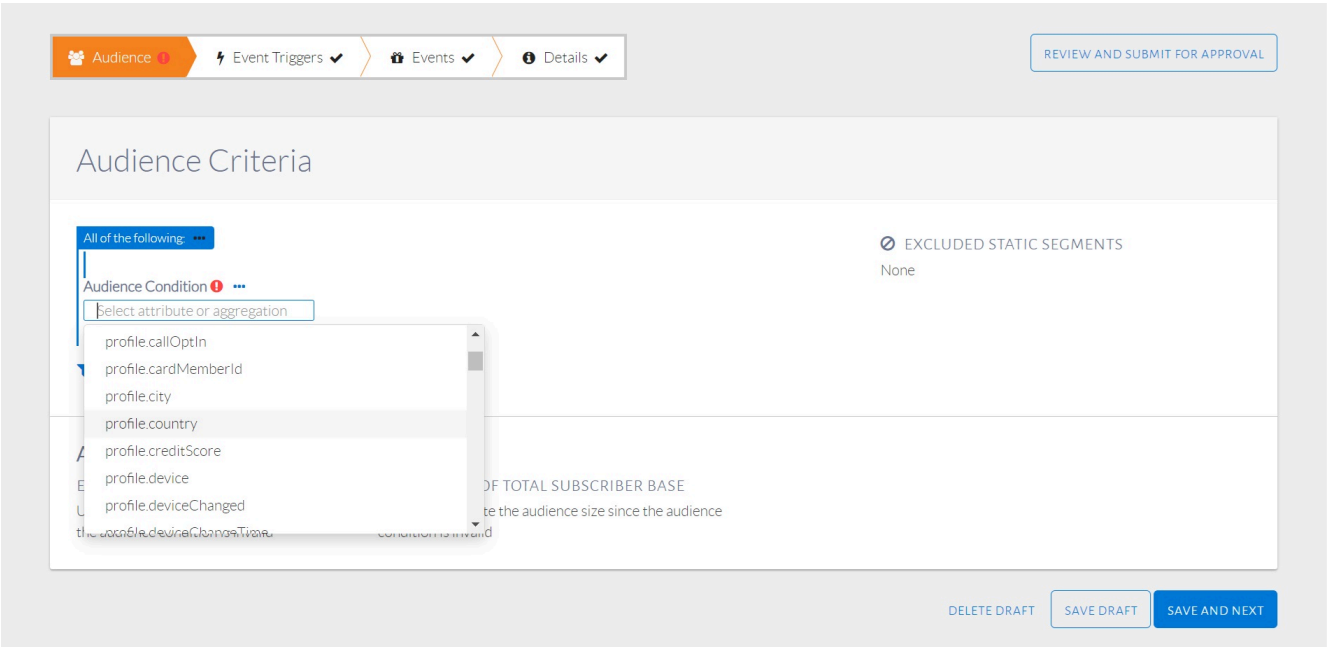 Audience
Event Triggers
Events
Details
REVIEW AND SUBMIT FOR APPROVAL
Audience Criteria
All of the following:
EXCLUDED STATIC SEGMENTS
None
Audience Condition
Select attribute or aggregation
profile.callOptIn
profile.cardMemberId
profile.city
profile.country
profile.creditScore
profile.device
profile.deviceChanged
profile.deviceChangeTime
OF TOTAL SUBSCRIBER BASE
the audience size since the audience
condition is invalid
DELETE DRAFT
SAVE DRAFT
SAVE AND NEXT